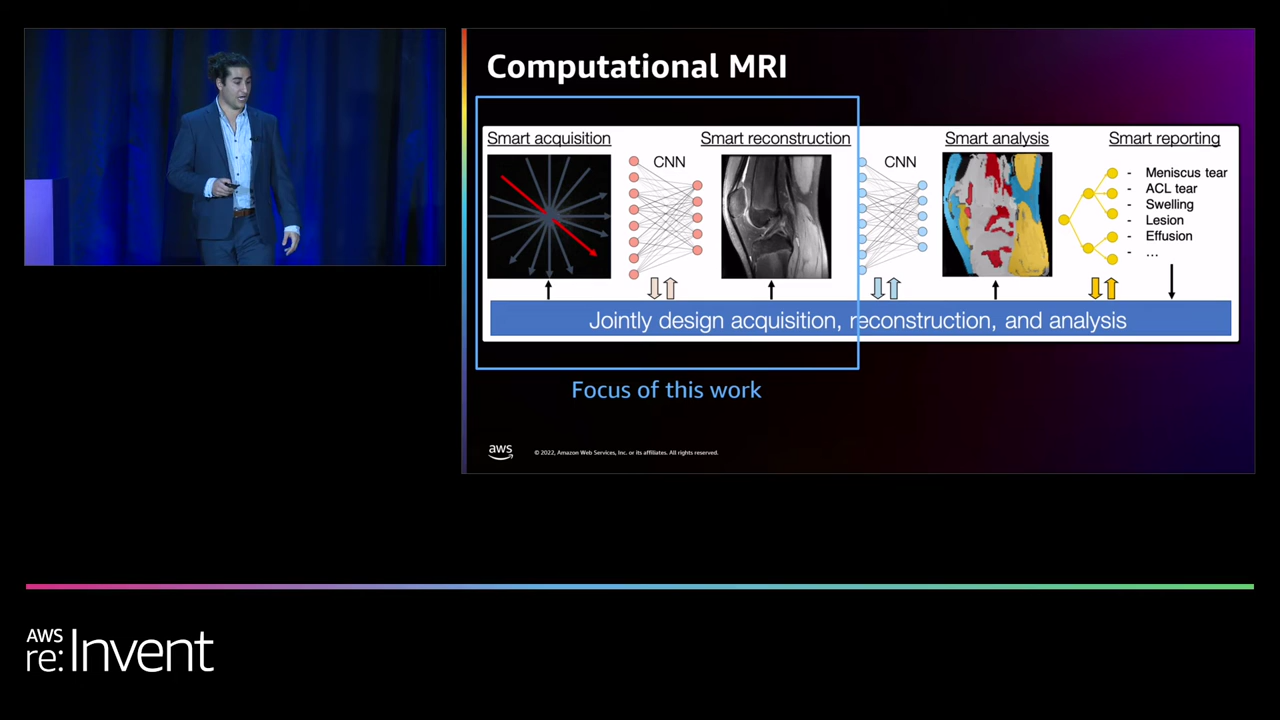 Computational MRI
Smart acquisition
CNN
Smart reconstruction
CNN
Smart analysis
Smart reporting
- Meniscus tear
- ACL tear
- Swelling
- Lesion
- Effusion
- ...
Jointly design acquisition, reconstruction, and analysis
Focus of this work
aws
© 2022, Amazon Web Services, Inc. or its affiliates. All rights reserved.
AWS
re:Invent